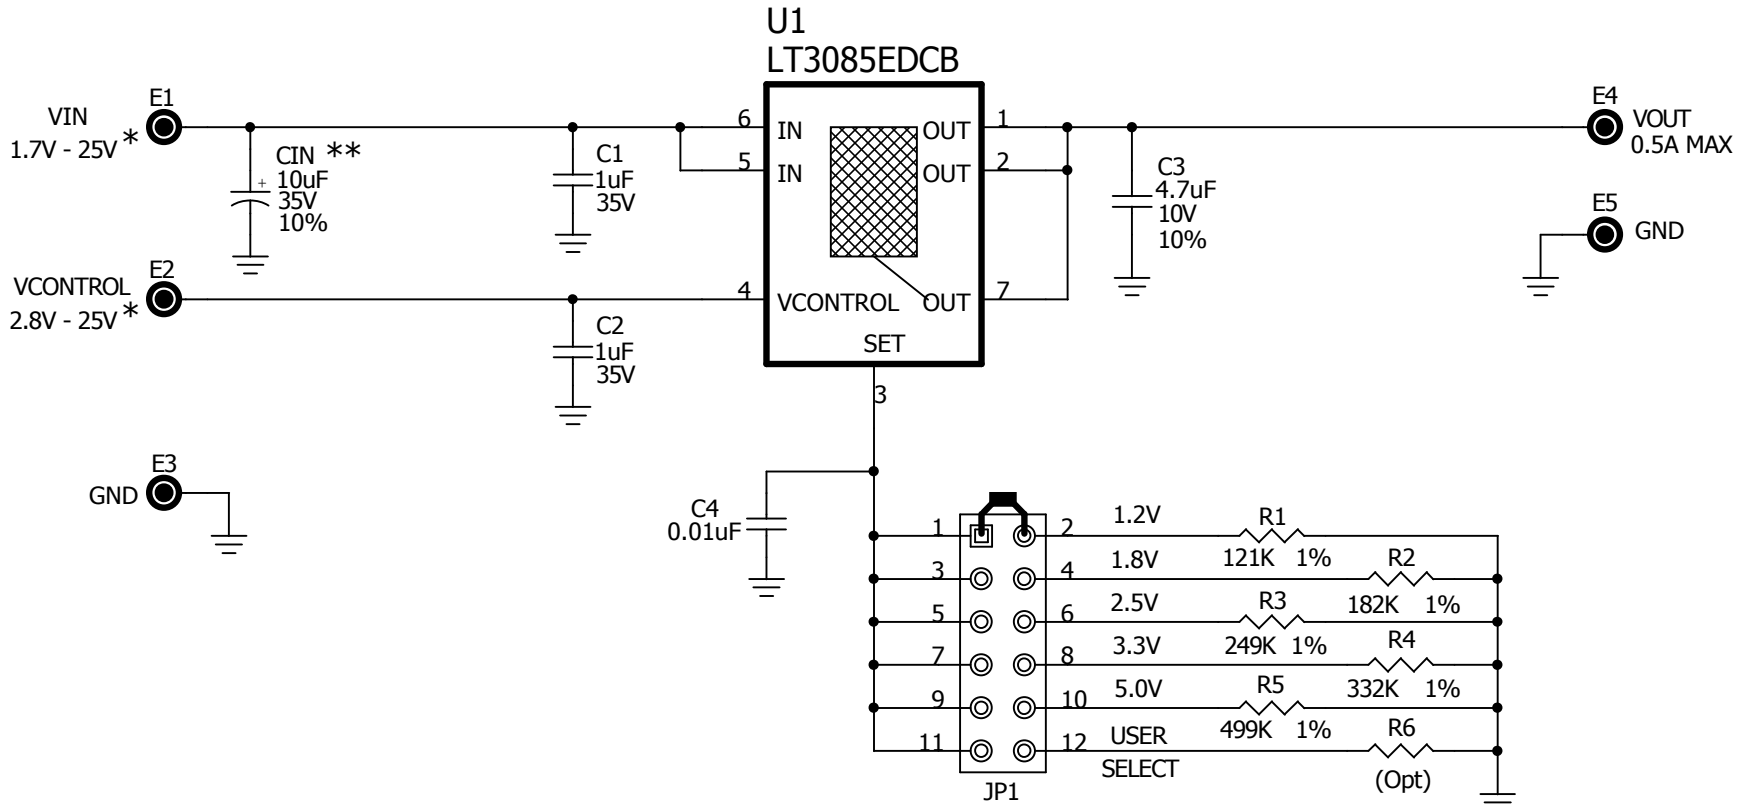 U1
LT3085EDCB
E1
VIN
1.7V - 25V *
CIN **
+
10uF
35V
10%
C1
1uF
35V
6 IN
5 IN
OUT 1
OUT 2
C3
4.7uF
10V
10%
E4
VOUT
0.5A MAX
E5
GND
E2
VCONTROL
2.8V - 25V *
C2
1uF
35V
4 VCONTROL
OUT 7
SET
3
E3
GND
C4
0.01uF
1 2 1.2V R1
121K 1%
3 4 1.8V R2
182K 1%
5 6 2.5V R3
249K 1%
7 8 3.3V R4
332K 1%
9 10 5.0V R5
499K 1%
11 12 USER R6
SELECT
(Opt)
JP1